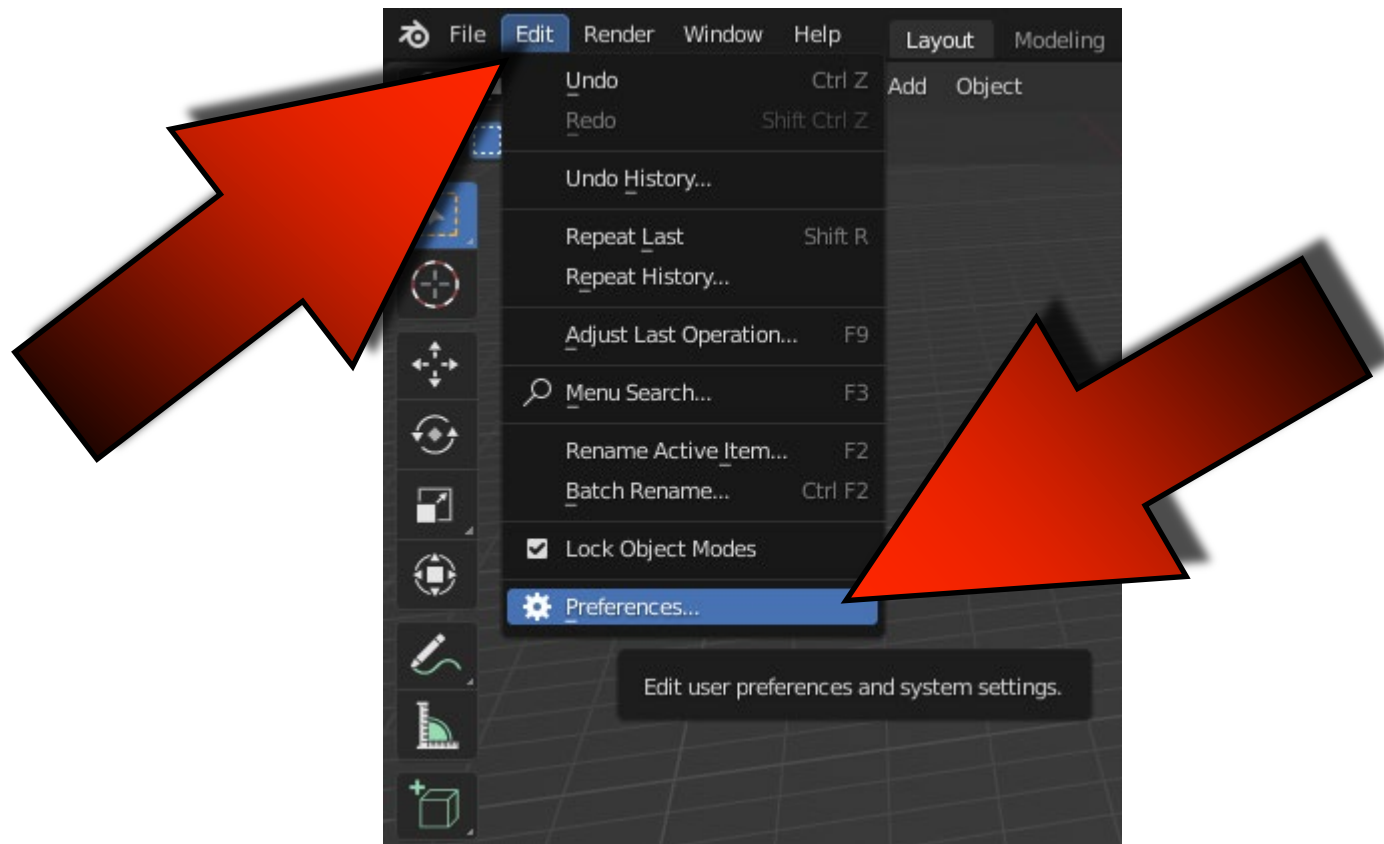 File Edit Render Window Help Layout Modeling
Add Object
Undo Ctrl Z
Redo Shift Ctrl Z
Undo History...
Repeat Last Shift R
Repeat History...
Adjust Last Operation... F9
Menu Search... F3
Rename Active Item... F2
Batch Rename... Ctrl F2
Lock Object Modes
Preferences...
Edit user preferences and system settings.